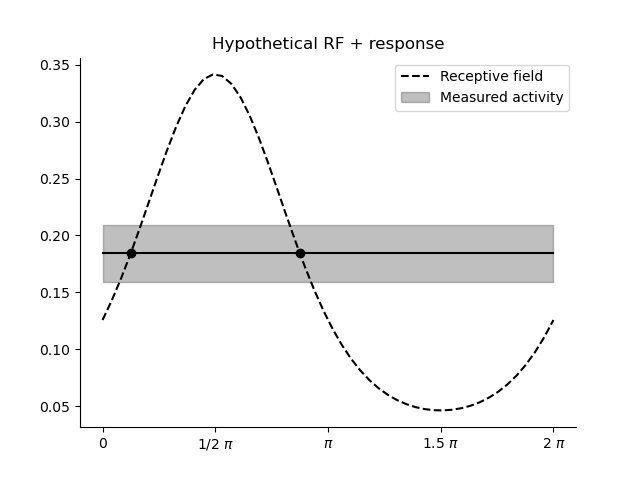 Hypothetical RF + response
Receptive field
Measured activity
0.35
0.30
0.25
0.20
0.15
0.10
0.05
0
1/2 π
π
1.5 π
2 π